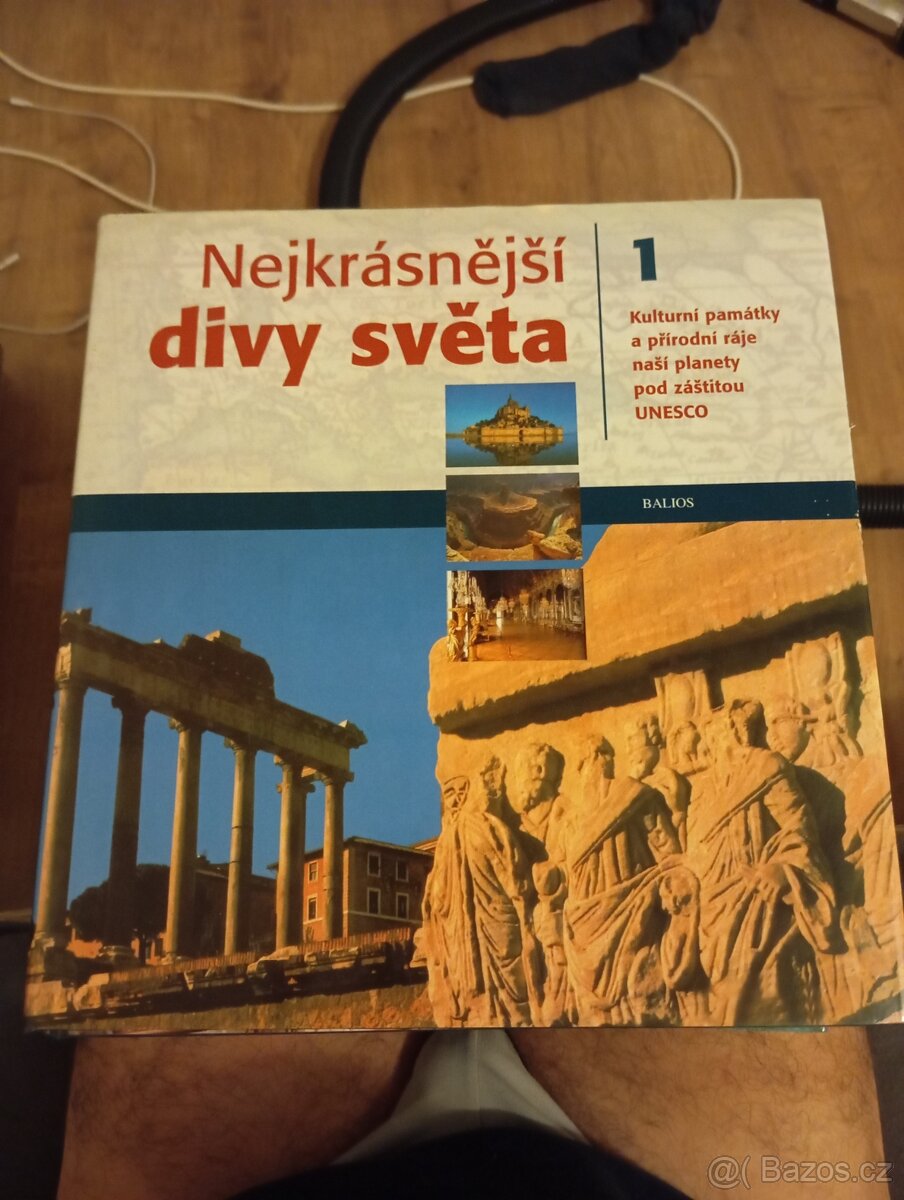 Nejkrásnější
divy světa
1
Kulturní památky
a přírodní ráje
naší planety
pod záštitou
UNESCO
BALIOS
@( Bazos.cz